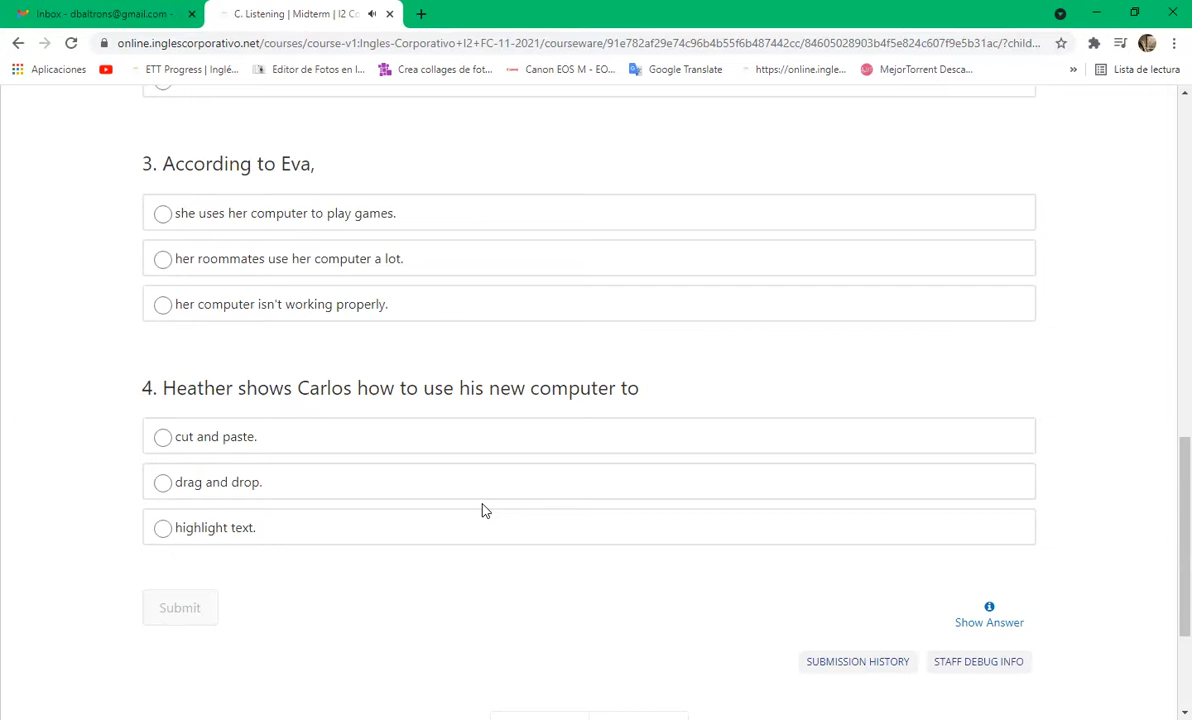 Inbox - dbaltrons@gmail.com -
C. Listening | Midterm | I2 Co
online.inglescorporativo.net/courses/course-v1:Ingles-Corporativo+I2+FC-11-2021/courseware/91e782af29e74c96b4b55f6b487442cc/84605028903b4f5e824c607f9e5b31ac/?child...
Aplicaciones
ETT Progress | Inglé...
Editor de Fotos en l...
Crea collages de fot...
Canon EOS M - EO...
Google Translate
https://online.ingle...
MejorTorrent Desca...
»
Lista de lectura
3. According to Eva,
she uses her computer to play games.
her roommates use her computer a lot.
her computer isn't working properly.
4. Heather shows Carlos how to use his new computer to
cut and paste.
drag and drop.
highlight text.
Submit
Show Answer
SUBMISSION HISTORY
STAFF DEBUG INFO